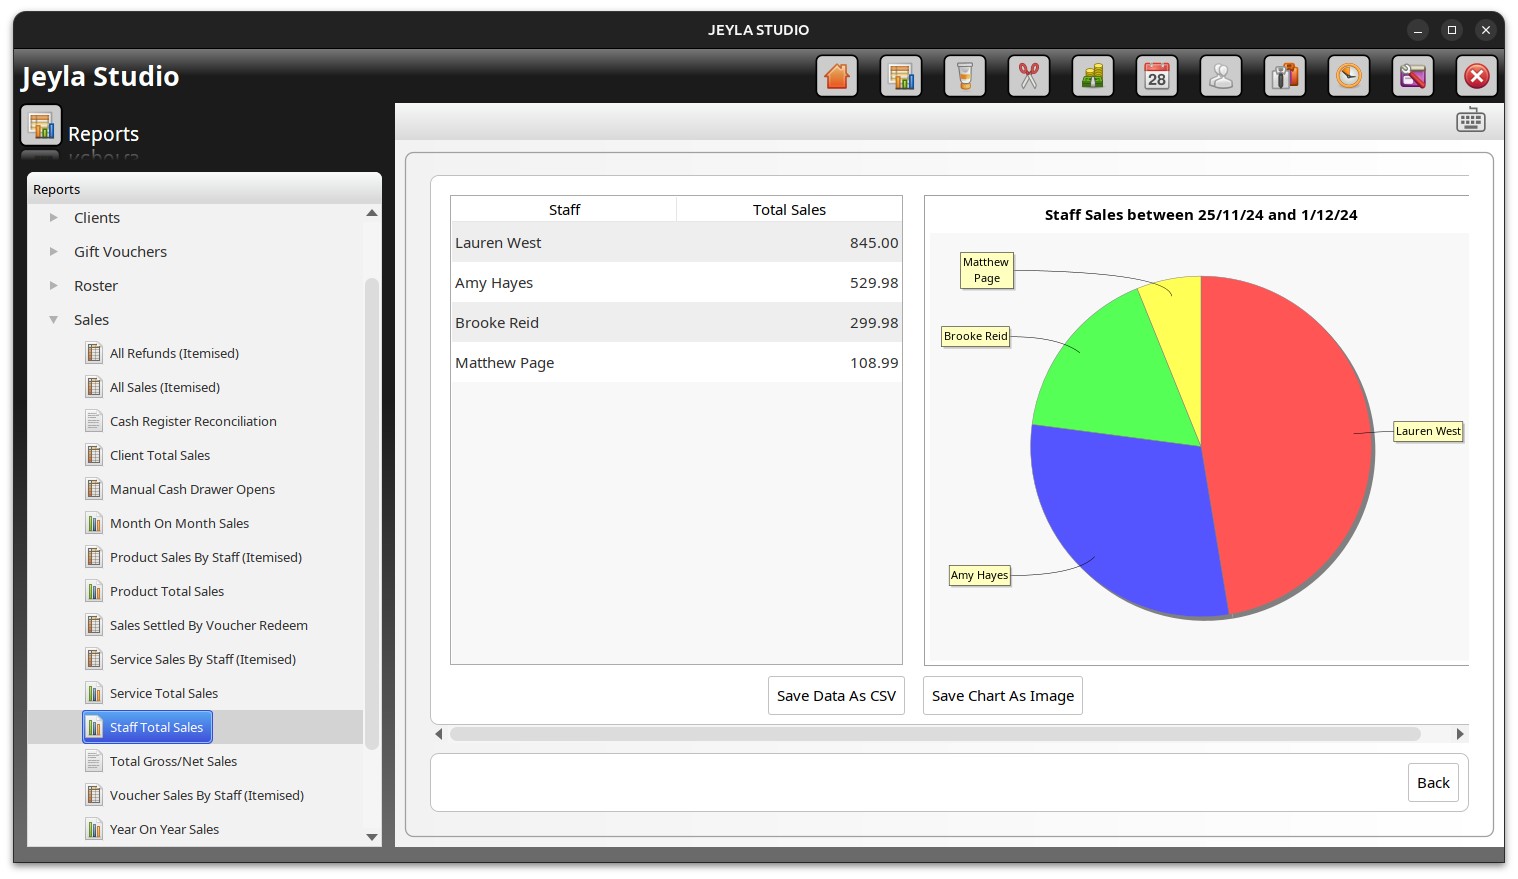 JEYLA STUDIO
Jeyla Studio
28
Reports
Reports
Clients
Gift Vouchers
Roster
Sales
All Refunds (Itemised)
All Sales (Itemised)
Cash Register Reconciliation
Client Total Sales
Manual Cash Drawer Opens
Month On Month Sales
Product Sales By Staff (Itemised)
Product Total Sales
Sales Settled By Voucher Redeem
Service Sales By Staff (Itemised)
Service Total Sales
Staff Total Sales
Total Gross/Net Sales
Voucher Sales By Staff (Itemised)
Year On Year Sales
Staff Total Sales
Lauren West 845.00
Amy Hayes 529.98
Brooke Reid 299.98
Matthew Page 108.99
Staff Sales between 25/11/24 and 1/12/24
Matthew
Page
Brooke Reid
Lauren West
Amy Hayes
Save Data As CSV
Save Chart As Image
Back